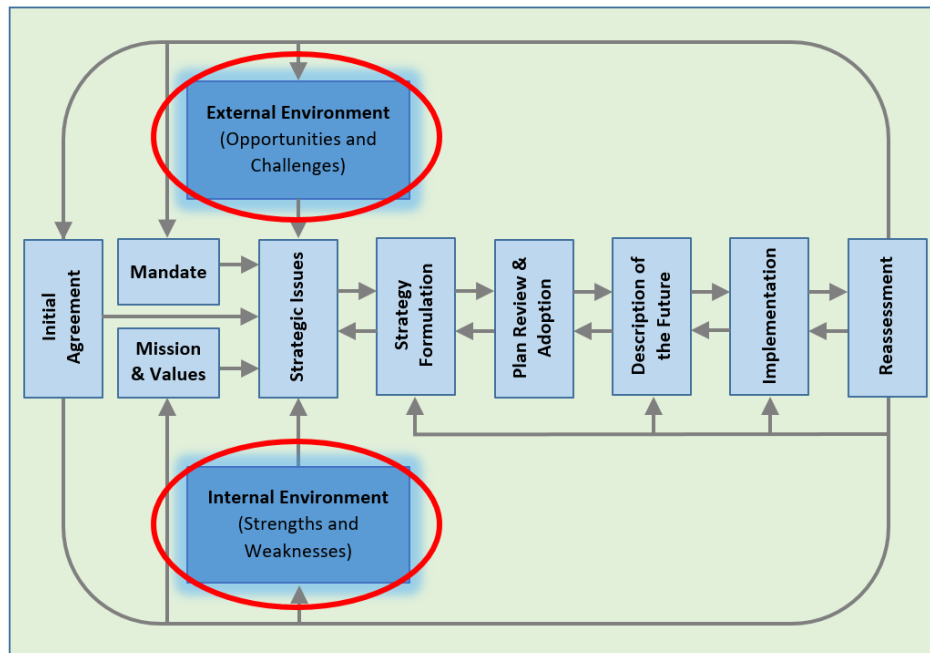 External Environment
(Opportunities and
Challenges)
Initial
Agreement
Mandate
Mission
& Values
Strategic Issues
Strategy
Formulation
Plan Review &
Adoption
Description of
the Future
Implementation
Reassessment
Internal Environment
(Strengths and
Weaknesses)